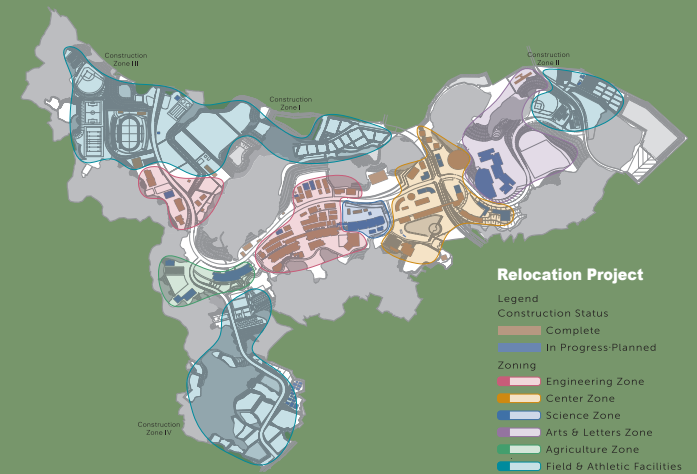 Construction
Zone III
Construction
Zone II
Construction
Zone I
Construction
Zone IV
Relocation Project
Legend
Construction Status
Complete
In Progress-Planned
Zoning
Engineering Zone
Center Zone
Science Zone
Arts & Letters Zone
Agriculture Zone
Field & Athletic Facilities